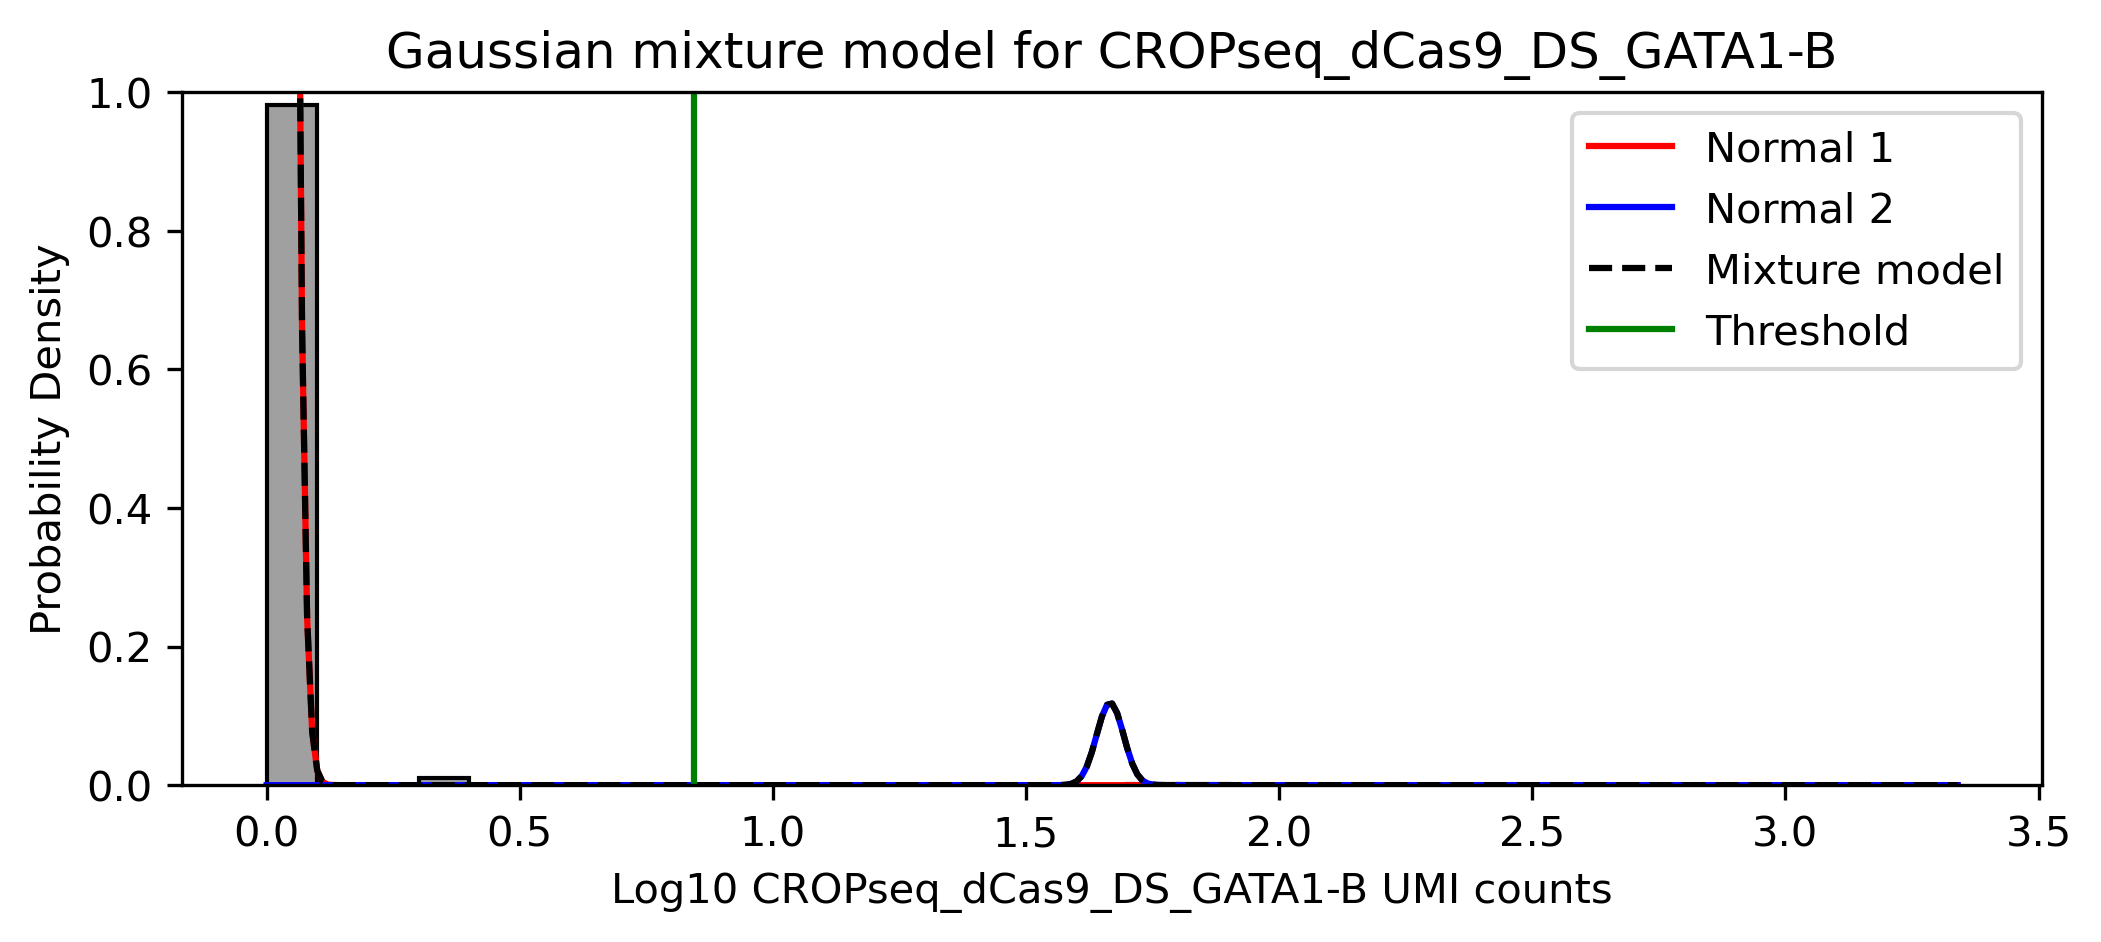 Gaussian mixture model for CROPseq_dCas9_DS_GATA1-B
Probability Density
1.0
0.8
0.6
0.4
0.2
0.0
Normal 1
Normal 2
Mixture model
Threshold
0.0 0.5 1.0 1.5 2.0 2.5 3.0 3.5
Log10 CROPseq_dCas9_DS_GATA1-B UMI counts